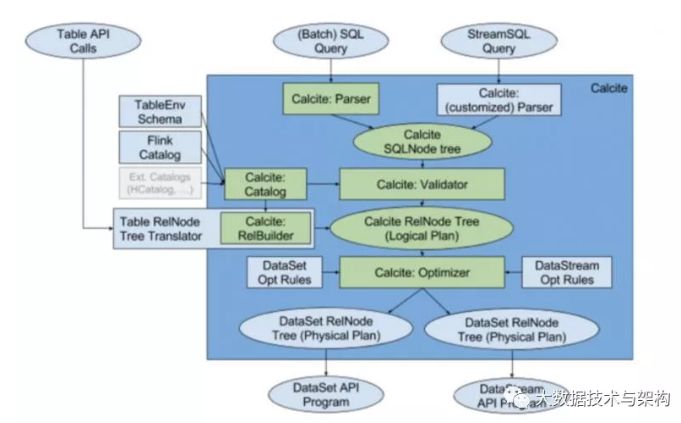 Table API
Calls
(Batch) SQL
Query
StreamSQL
Query
Calcite
TableEnv
Schema
Calcite: Parser
Calcite:
(customized) Parser
Flink
Catalog
Calcite
SQLNode tree
Ext. Catalogs
(HCatalog, ...)
Calcite:
Catalog
Calcite: Validator
Table RelNode
Tree Translator
Calcite:
RelBuilder
Calcite RelNode Tree
(Logical Plan)
DataSet
Opt Rules
Calcite: Optimizer
DataStream
Opt Rules
DataSet RelNode
Tree (Physical Plan)
DataSet RelNode
Tree (Physical Plan)
DataSet API
Program
DataStream
API Program
大数据技术与架构